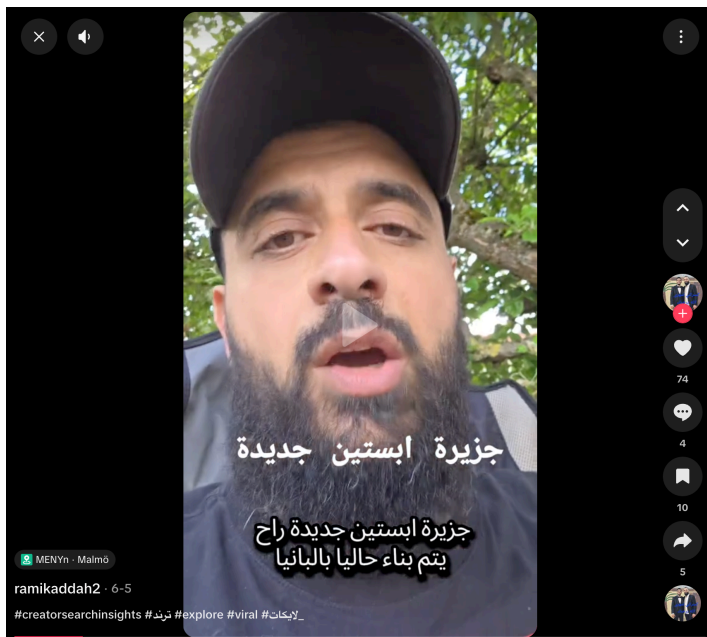 جزيرة ابستين جديدة
جزيرة ابستين جديدة راح
يتم بناء حاليا بالبانيا
74
4
10
5
MENYn · Malmö
ramikaddah2 · 6-5
#creatorsearchinsights #ترند #explore #viral #لايكات_